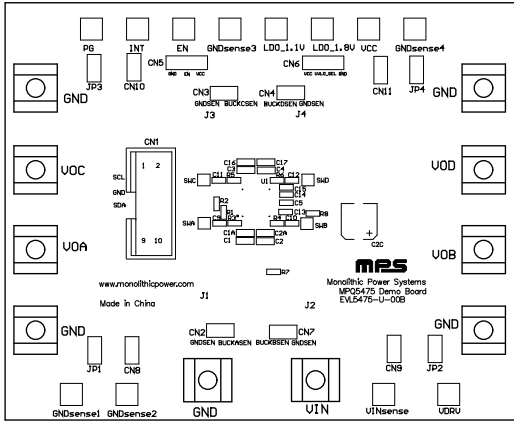 PG INT EN GNDsense3 LDO_1.1V LDO_1.8V VCC GNDsense4
JP3 CN10 CN5 CN6 CN11 JP4
GND EN VCC VCC UVLO_SEL GND
GND GND
CN3 CN4
GNDSEN BUCKCSEN BUCKDSEN GNDSEN
J3 J4
CN1
VOC VOD
1 2
SCL
GND
SDA
9 10
C16 C17
C3 C4
SWC C11 R5 U1 R6 C12 SWD
C15
C14
C5
R2
R1 C13 R8
SWA C9 R3 R4 C10 SWB
C1A C2A
C1 C2
C2C
VOA VOB
R7
MPS
Monolithic Power Systems
MPQ5475 Demo Board
EVL5475-U-00B
www.monolithicpower.com
Made in China
J1 J2
GND GND
CN2 CN7
GNDSEN BUCKASEN BUCKBSEN GNDSEN
JP1 CN8 CN9 JP2
GNDsense1 GNDsense2 GND VIN VINsense VDRV